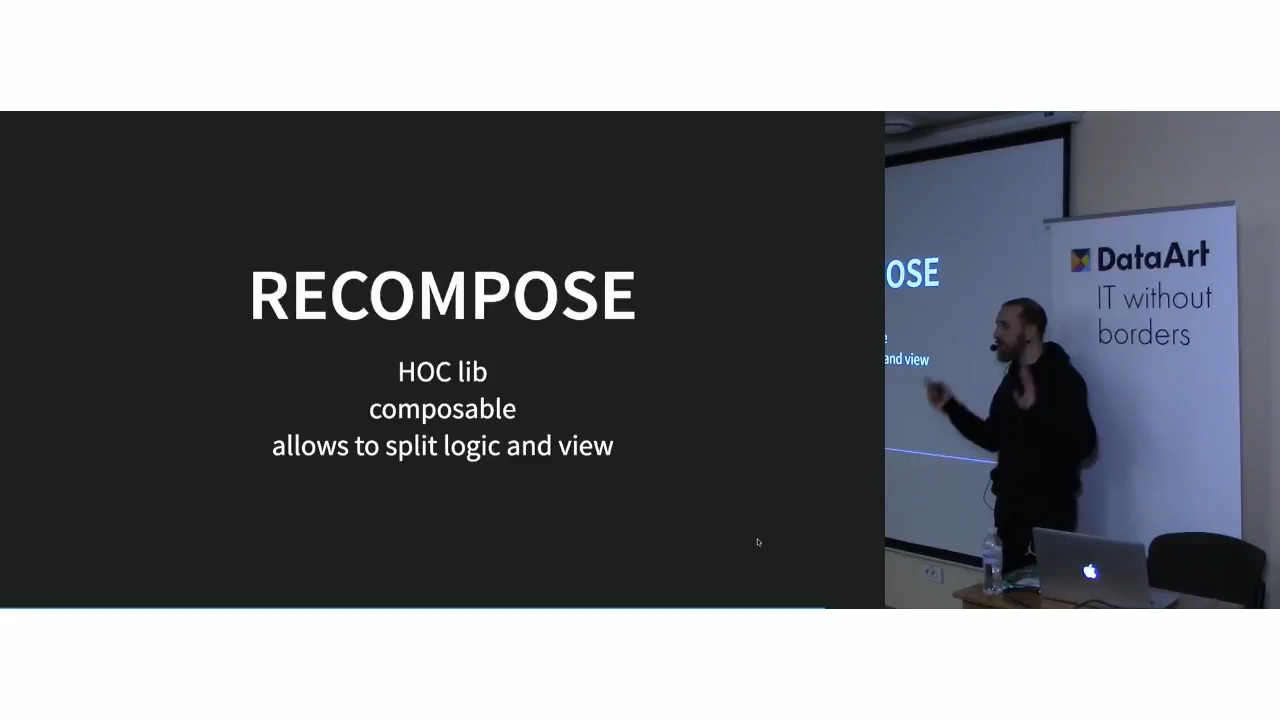 RECOMPOSE
HOC lib
composable
allows to split logic and view
OSE
e
and view
DataArt
IT without
borders